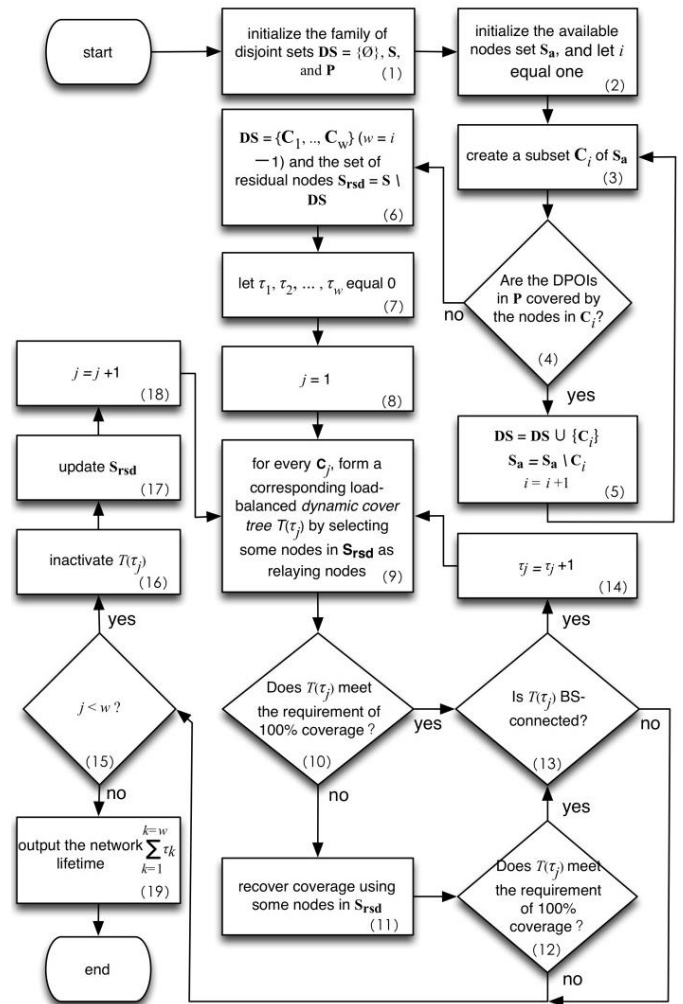 start
initialize the family of
disjoint sets DS = {Ø}, S,
and P
(1)
initialize the available
nodes set Sa, and let i
equal one
(2)
create a subset Ci of Sa
(3)
Are the DPOIs
in P covered by
the nodes in Ci?
(4)
no
yes
DS = DS ∪ {Ci}
Sa = Sa \ Ci
i = i +1
(5)
DS = {C1, .., Cw} (w = i
—1) and the set of
residual nodes Srsd = S \
DS
(6)
let τ1, τ2, ... , τw equal 0
(7)
j = 1
(8)
for every Cj, form a
corresponding load-
balanced dynamic cover
tree T(τj) by selecting
some nodes in Srsd as
relaying nodes
(9)
Does T(τj) meet
the requirement of
100% coverage ?
(10)
yes
no
recover coverage using
some nodes in Srsd
(11)
Does T(τj) meet
the requirement
of 100%
coverage ?
(12)
yes
no
Is T(τj) BS-
connected?
(13)
yes
no
τj = τj +1
(14)
j < w ?
(15)
yes
no
inactivate T(τj)
(16)
update Srsd
(17)
j = j +1
(18)
output the network
lifetime
k=w
∑ τk
k=1
(19)
end